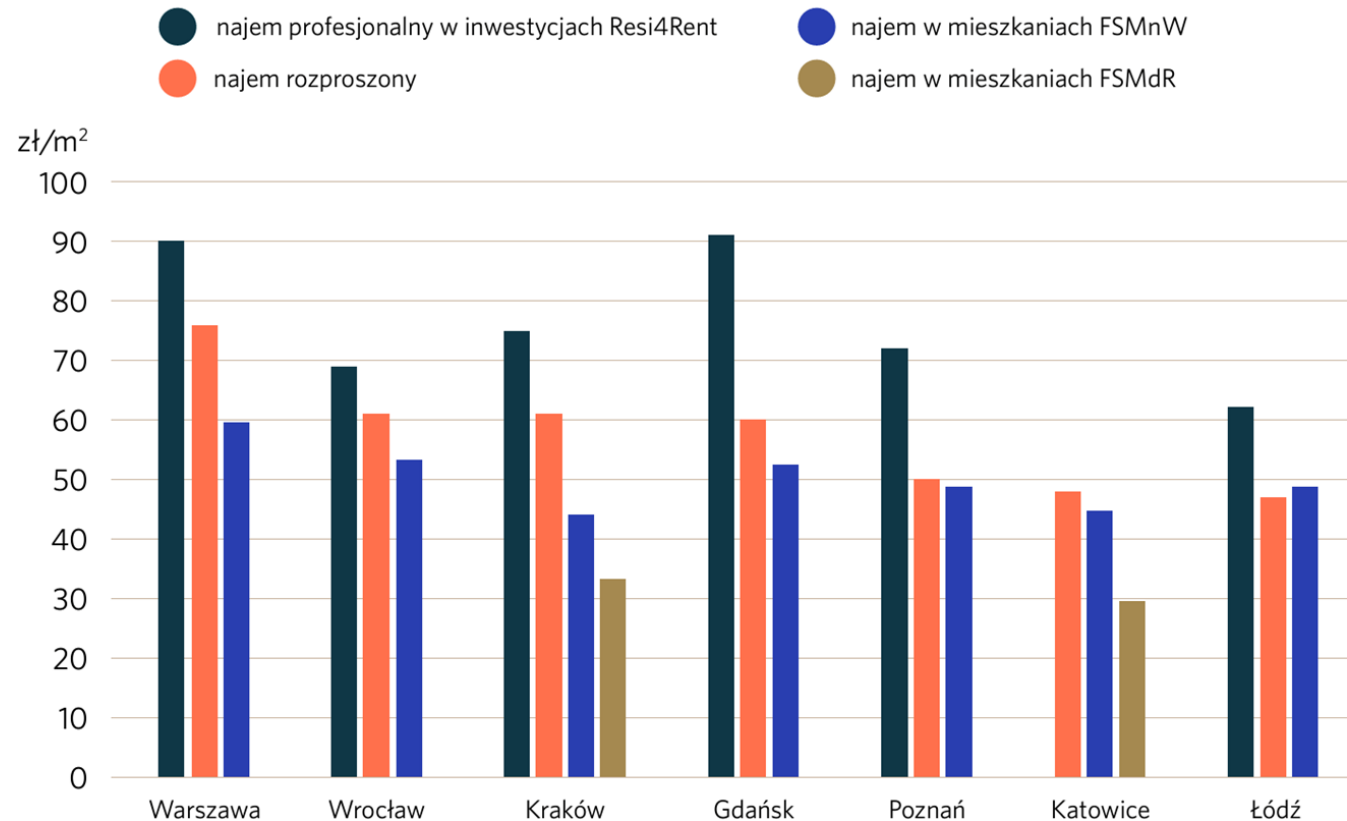 najem profesjonalny w inwestycjach Resi4Rent
najem w mieszkaniach FSMnW
najem rozproszony
najem w mieszkaniach FSMdR
zł/m²
100
90
80
70
60
50
40
30
20
10
0
Warszawa
Wrocław
Kraków
Gdańsk
Poznań
Katowice
Łódź